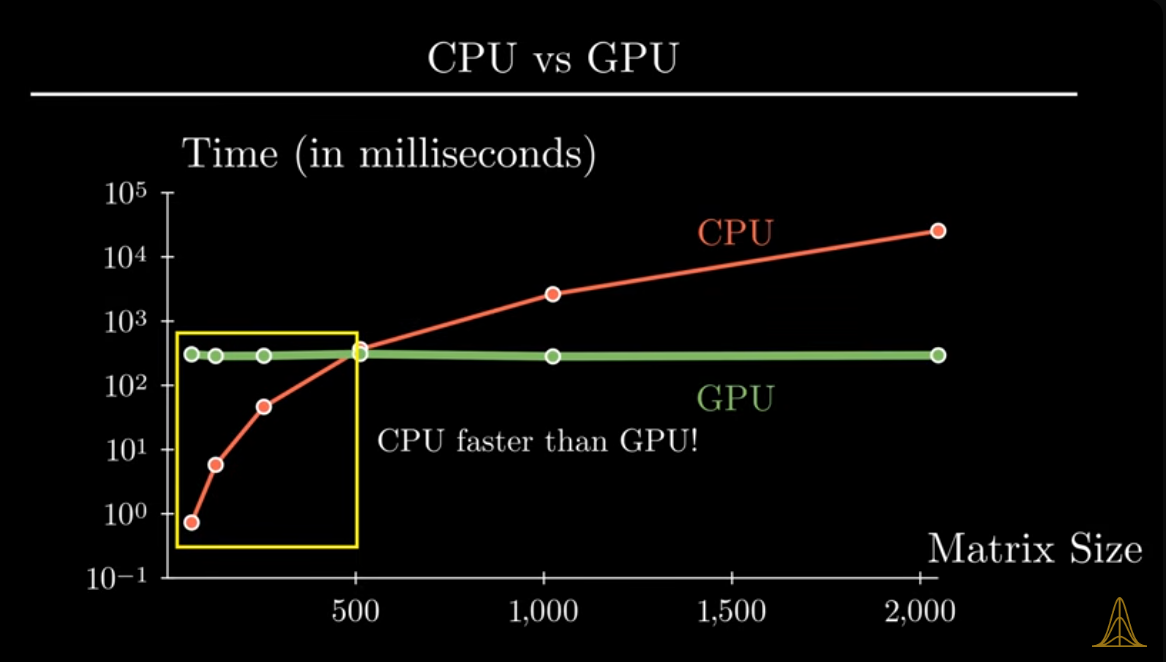 CPU vs GPU
Time (in milliseconds)
10⁵
10⁴
10³
10²
10¹
10⁰
10⁻¹
CPU
GPU
CPU faster than GPU!
Matrix Size
500
1,000
1,500
2,000